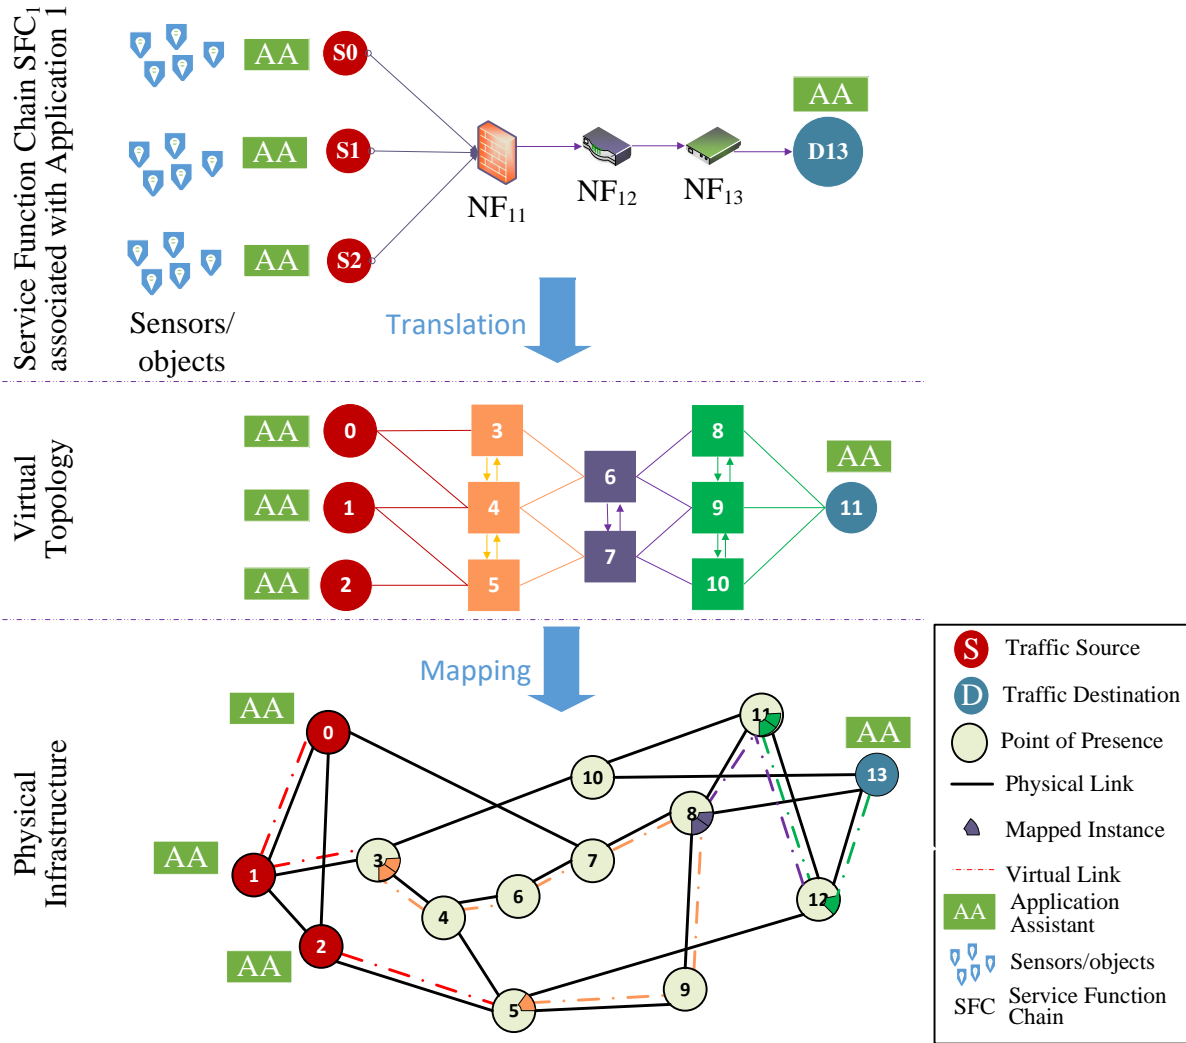 Service Function Chain SFC1
associated with Application 1
AA
S0
AA
S1
AA
S2
NF11
NF12
NF13
AA
D13
Sensors/
objects
Translation
Virtual
Topology
AA
0
AA
1
AA
2
3
4
5
6
7
8
9
10
AA
11
Mapping
Physical
Infrastructure
AA
0
AA
1
AA
2
3
4
5
6
7
8
9
10
11
12
AA
13
S Traffic Source
D Traffic Destination
Point of Presence
Physical Link
Mapped Instance
Virtual Link
AA Application
Assistant
Sensors/objects
SFC Service Function
Chain